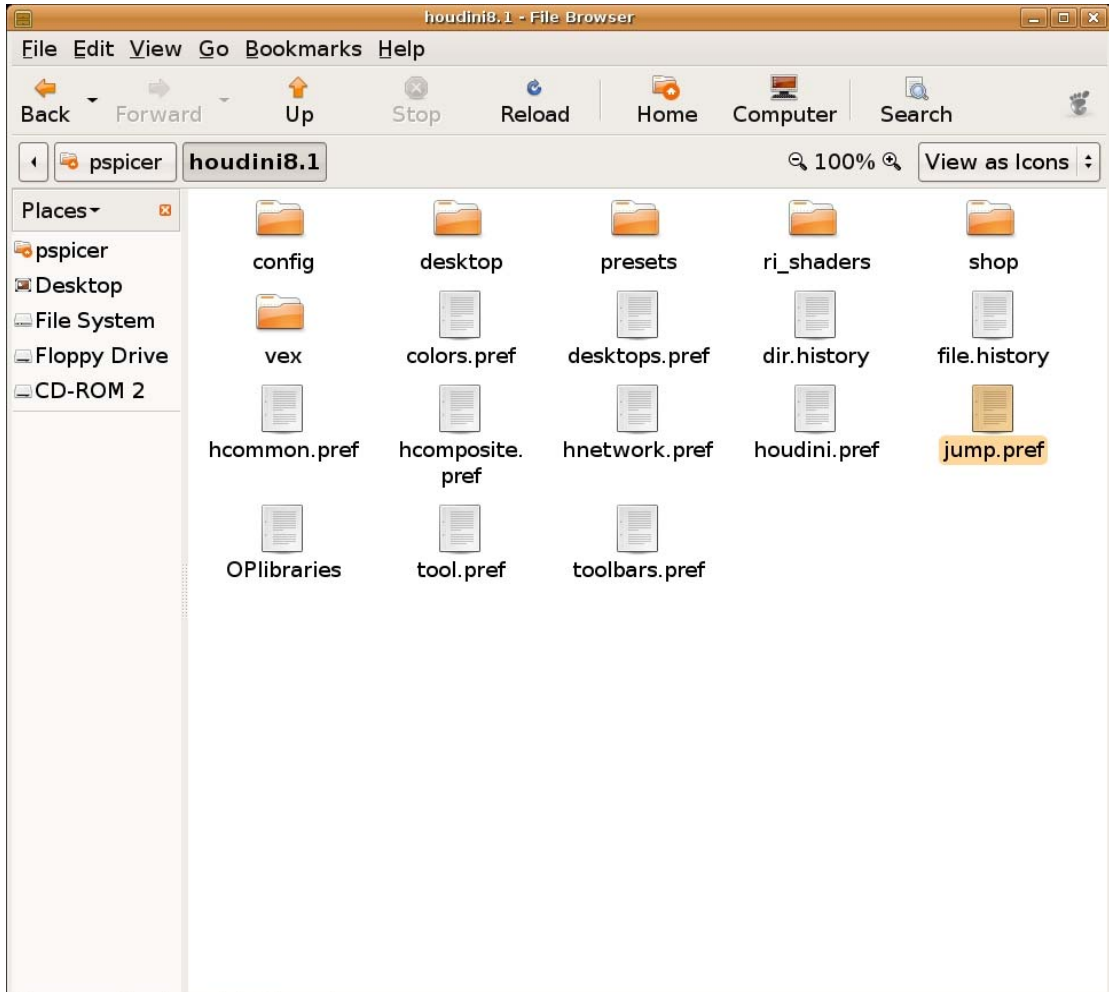 houdini8.1 - File Browser
File Edit View Go Bookmarks Help
Back Forward Up Stop Reload Home Computer Search
pspicer houdini8.1 100% View as Icons
Places
pspicer
Desktop
File System
Floppy Drive
CD-ROM 2
config desktop presets ri_shaders shop
vex colors.pref desktops.pref dir.history file.history
hcommon.pref hcomposite. hnetwork.pref houdini.pref jump.pref
pref
OPlibraries tool.pref toolbars.pref